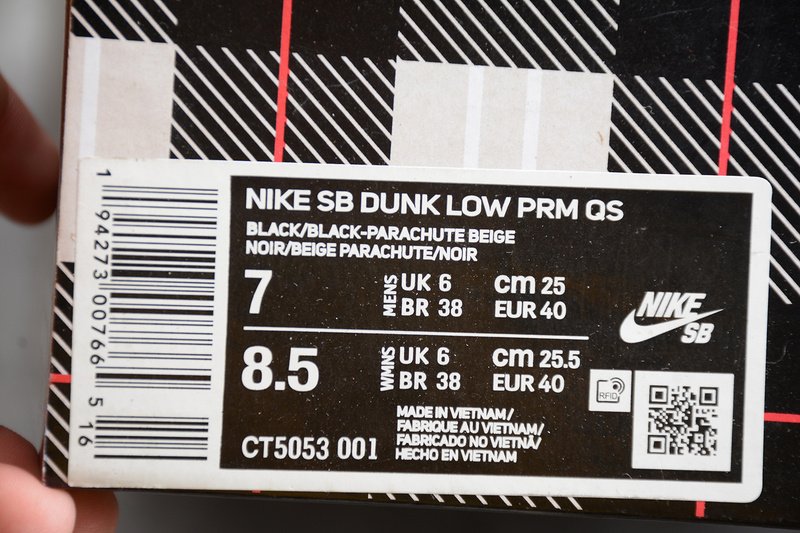 NIKE SB DUNK LOW PRM QS
BLACK/BLACK-PARACHUTE BEIGE
NOIR/BEIGE PARACHUTE/NOIR
7 MENS UK 6 cm 25
BR 38 EUR 40
8.5 WMNS UK 6 cm 25.5
BR 38 EUR 40
MADE IN VIETNAM/
FABRIQUE AU VIETNAM/
FABRICADO NO VIETNÃ/
HECHO EN VIETNAM
CT5053 001
1 94273 00766 5 16
NIKE
SB
RFID